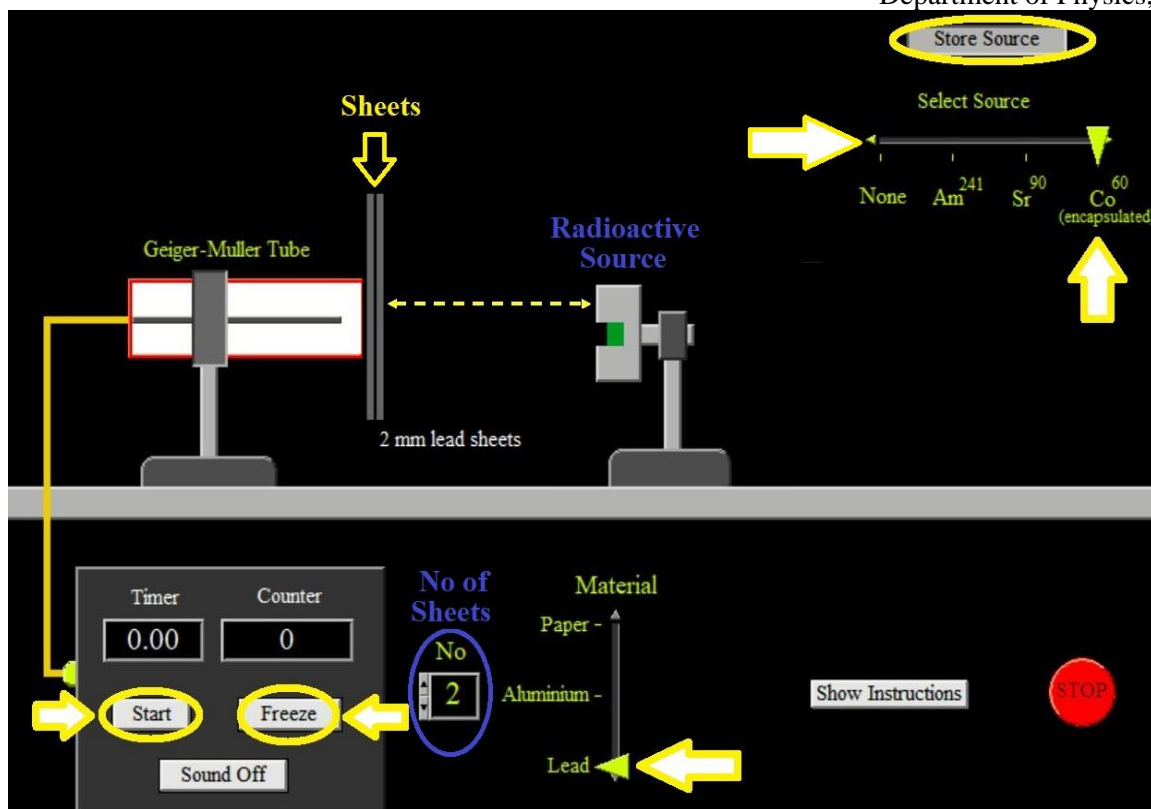 Department of Physics,
Store Source
Select Source
None
Am 241
Sr 90
Co 60
(encapsulated)
Sheets
Geiger-Muller Tube
Radioactive
Source
2 mm lead sheets
Timer
Counter
0.00
0
Start
Freeze
Sound Off
No of
Sheets
No
2
Material
Paper -
Aluminium -
Lead
Show Instructions
STOP